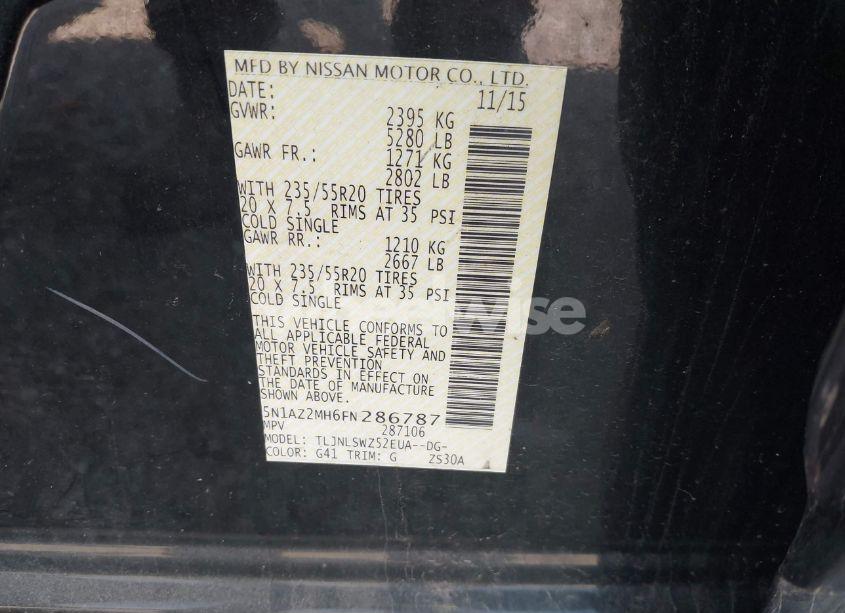 MFD BY NISSAN MOTOR CO., LTD.
DATE: 11/15
GVWR: 2395 KG
5280 LB
GAWR FR.: 1271 KG
2802 LB
WITH 235/55R20 TIRES
20 X 7.5 RIMS AT 35 PSI
COLD SINGLE
GAWR RR.: 1210 KG
2667 LB
WITH 235/55R20 TIRES
20 X 7.5 RIMS AT 35 PSI
COLD SINGLE
THIS VEHICLE CONFORMS TO
ALL APPLICABLE FEDERAL
MOTOR VEHICLE SAFETY AND
THEFT PREVENTION
STANDARDS IN EFFECT ON
THE DATE OF MANUFACTURE
SHOWN ABOVE.
5N1AZ2MH6FN286787
MPV 287106
MODEL: TLJNLSWZ52EUA--DG-
COLOR: G41 TRIM: G ZS30A